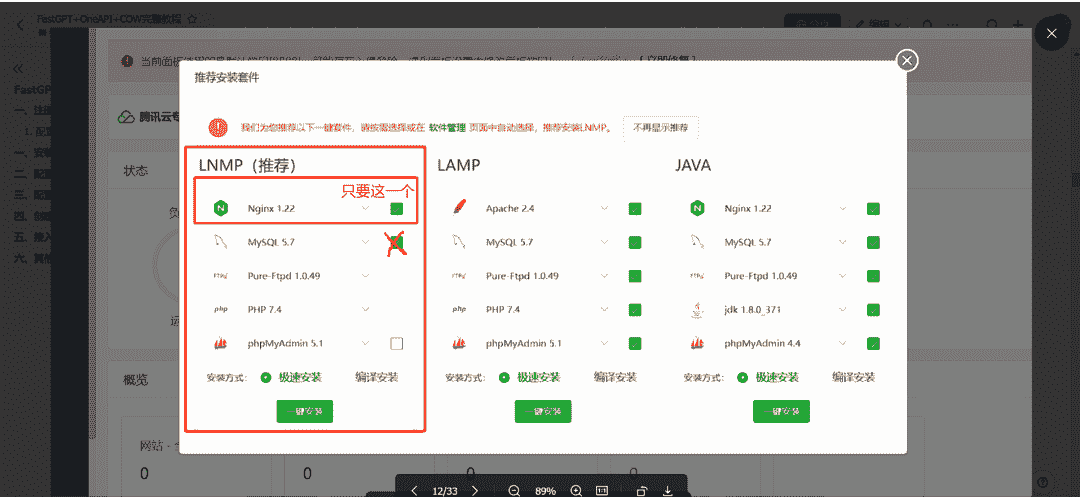 FastGPT+OneAPI+COW完整教程
编辑
FastGP
推荐安装套件
我们为您推荐以下一键套件，请按需选择或在 软件管理 页面中自动选择，推荐安装LNMP。 不再显示推荐
腾讯云专
状态
概览
网站
0 0 0 0
LNMP（推荐）
只要这一个
Nginx 1.22
MySQL 5.7
Pure-Ftpd 1.0.49
php PHP 7.4
phpMyAdmin 5.1
安装方式： 极速安装 编译安装
一键安装
LAMP
Apache 2.4
MySQL 5.7
Pure-Ftpd 1.0.49
php PHP 7.4
phpMyAdmin 5.1
安装方式： 极速安装 编译安装
一键安装
JAVA
Nginx 1.22
MySQL 5.7
Pure-Ftpd 1.0.49
jdk 1.8.0_371
phpMyAdmin 4.4
安装方式： 极速安装 编译安装
一键安装
12/33 89%